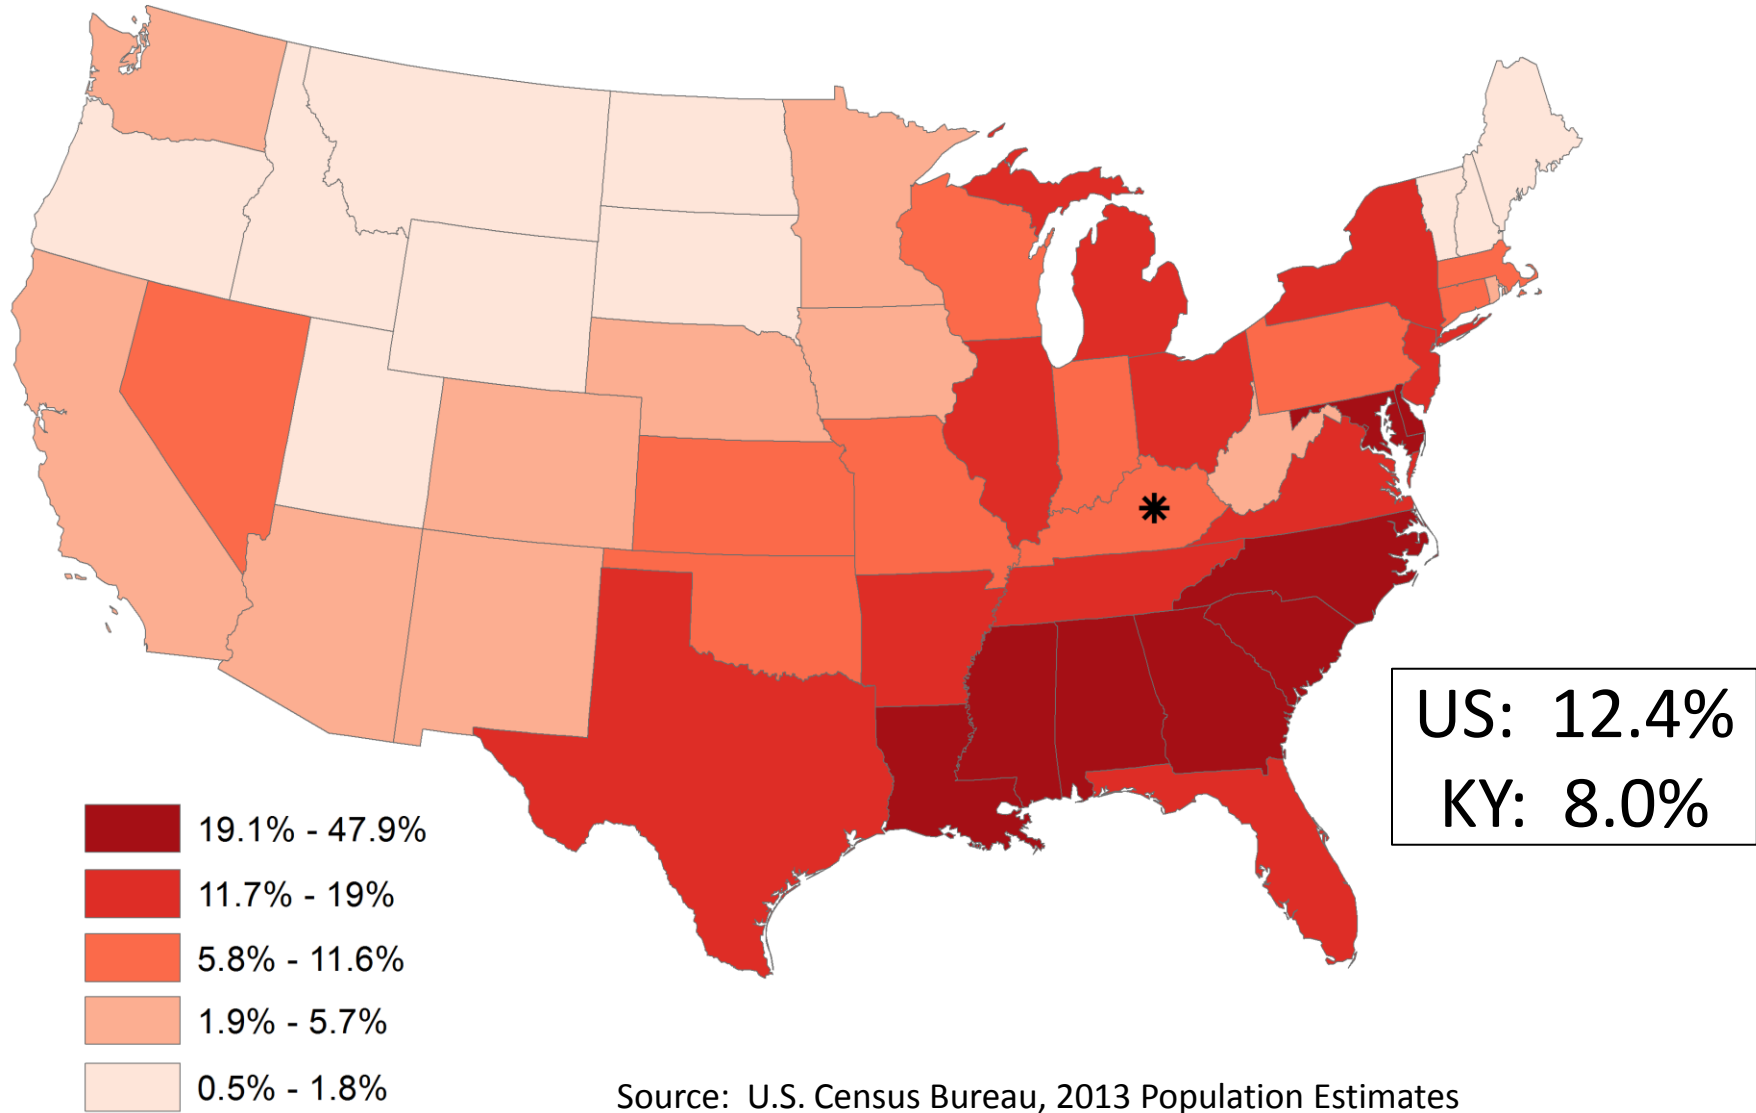 US: 12.4%
KY: 8.0%
19.1% - 47.9%
11.7% - 19%
5.8% - 11.6%
1.9% - 5.7%
0.5% - 1.8%
Source: U.S. Census Bureau, 2013 Population Estimates